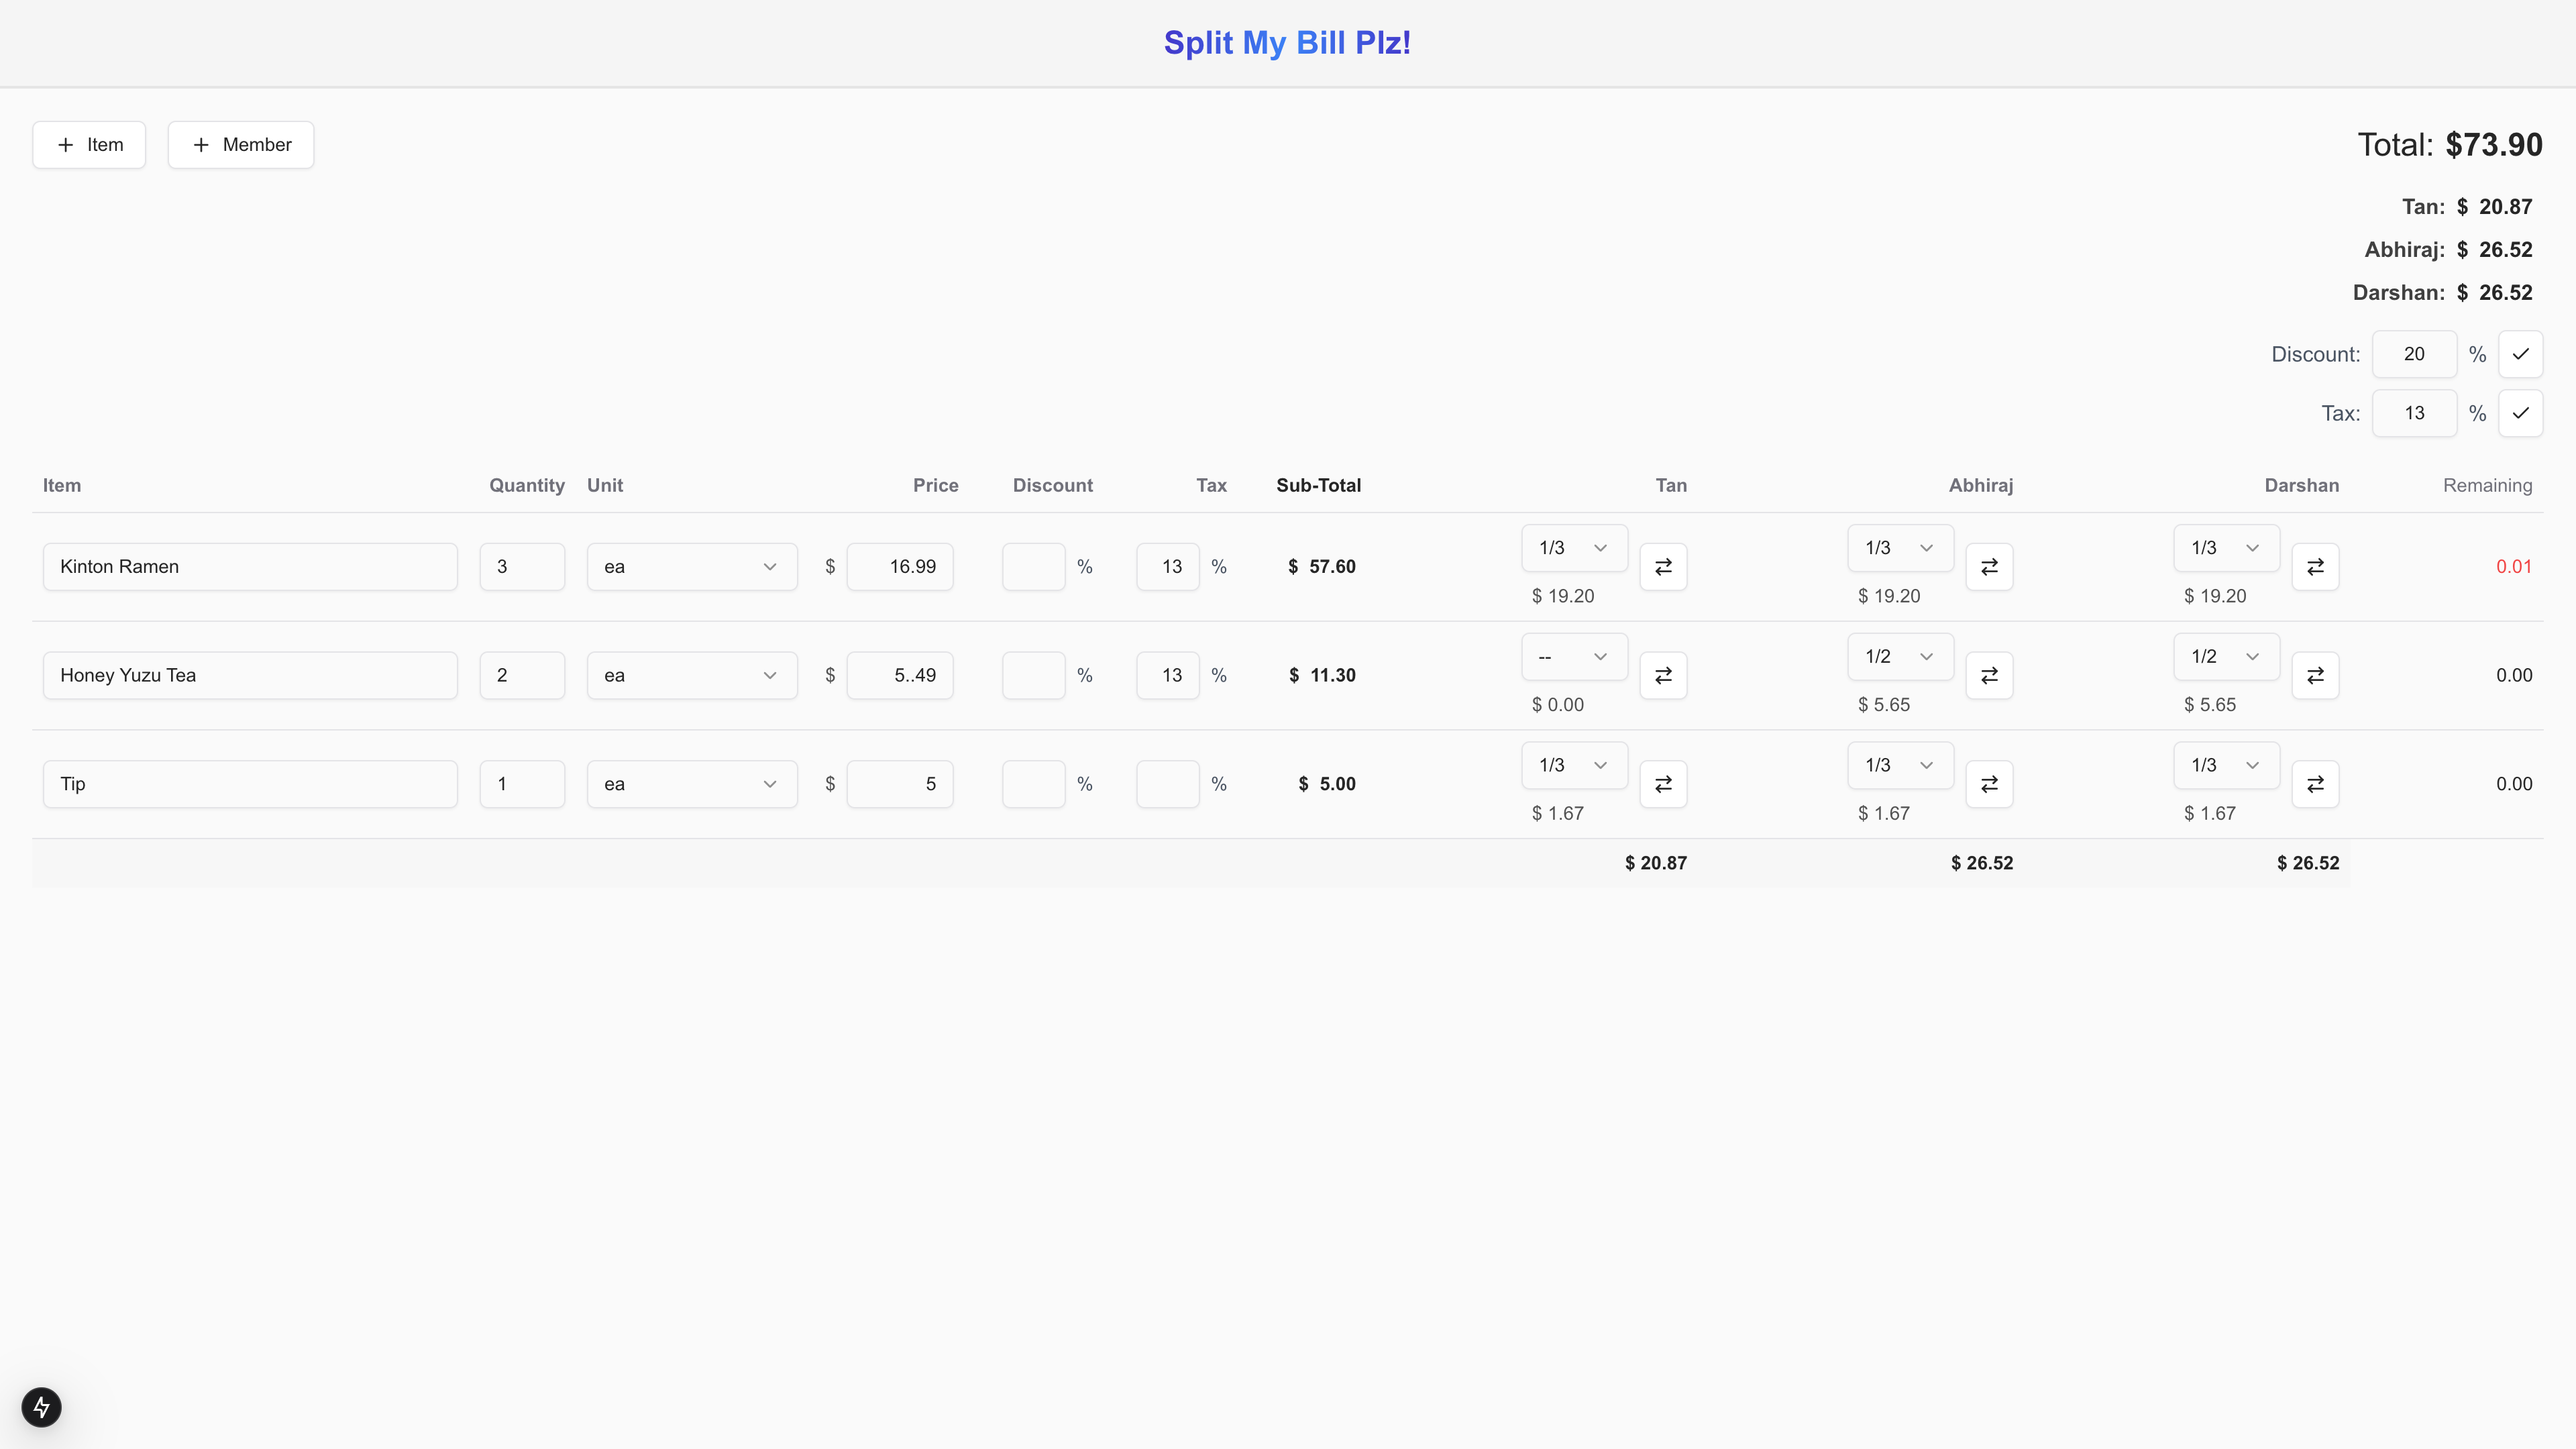 Split My Bill Plz!
+ Item + Member
Total: $73.90
Tan: $ 20.87
Abhiraj: $ 26.52
Darshan: $ 26.52
Discount: 20 %
Tax: 13 %
Item Quantity Unit Price Discount Tax Sub-Total Tan Abhiraj Darshan Remaining
Kinton Ramen 3 ea $ 16.99 % 13 % $ 57.60 1/3 1/3 1/3 0.01
$ 19.20 $ 19.20 $ 19.20
Honey Yuzu Tea 2 ea $ 5..49 % 13 % $ 11.30 -- 1/2 1/2 0.00
$ 0.00 $ 5.65 $ 5.65
Tip 1 ea $ 5 % % $ 5.00 1/3 1/3 1/3 0.00
$ 1.67 $ 1.67 $ 1.67
$ 20.87 $ 26.52 $ 26.52